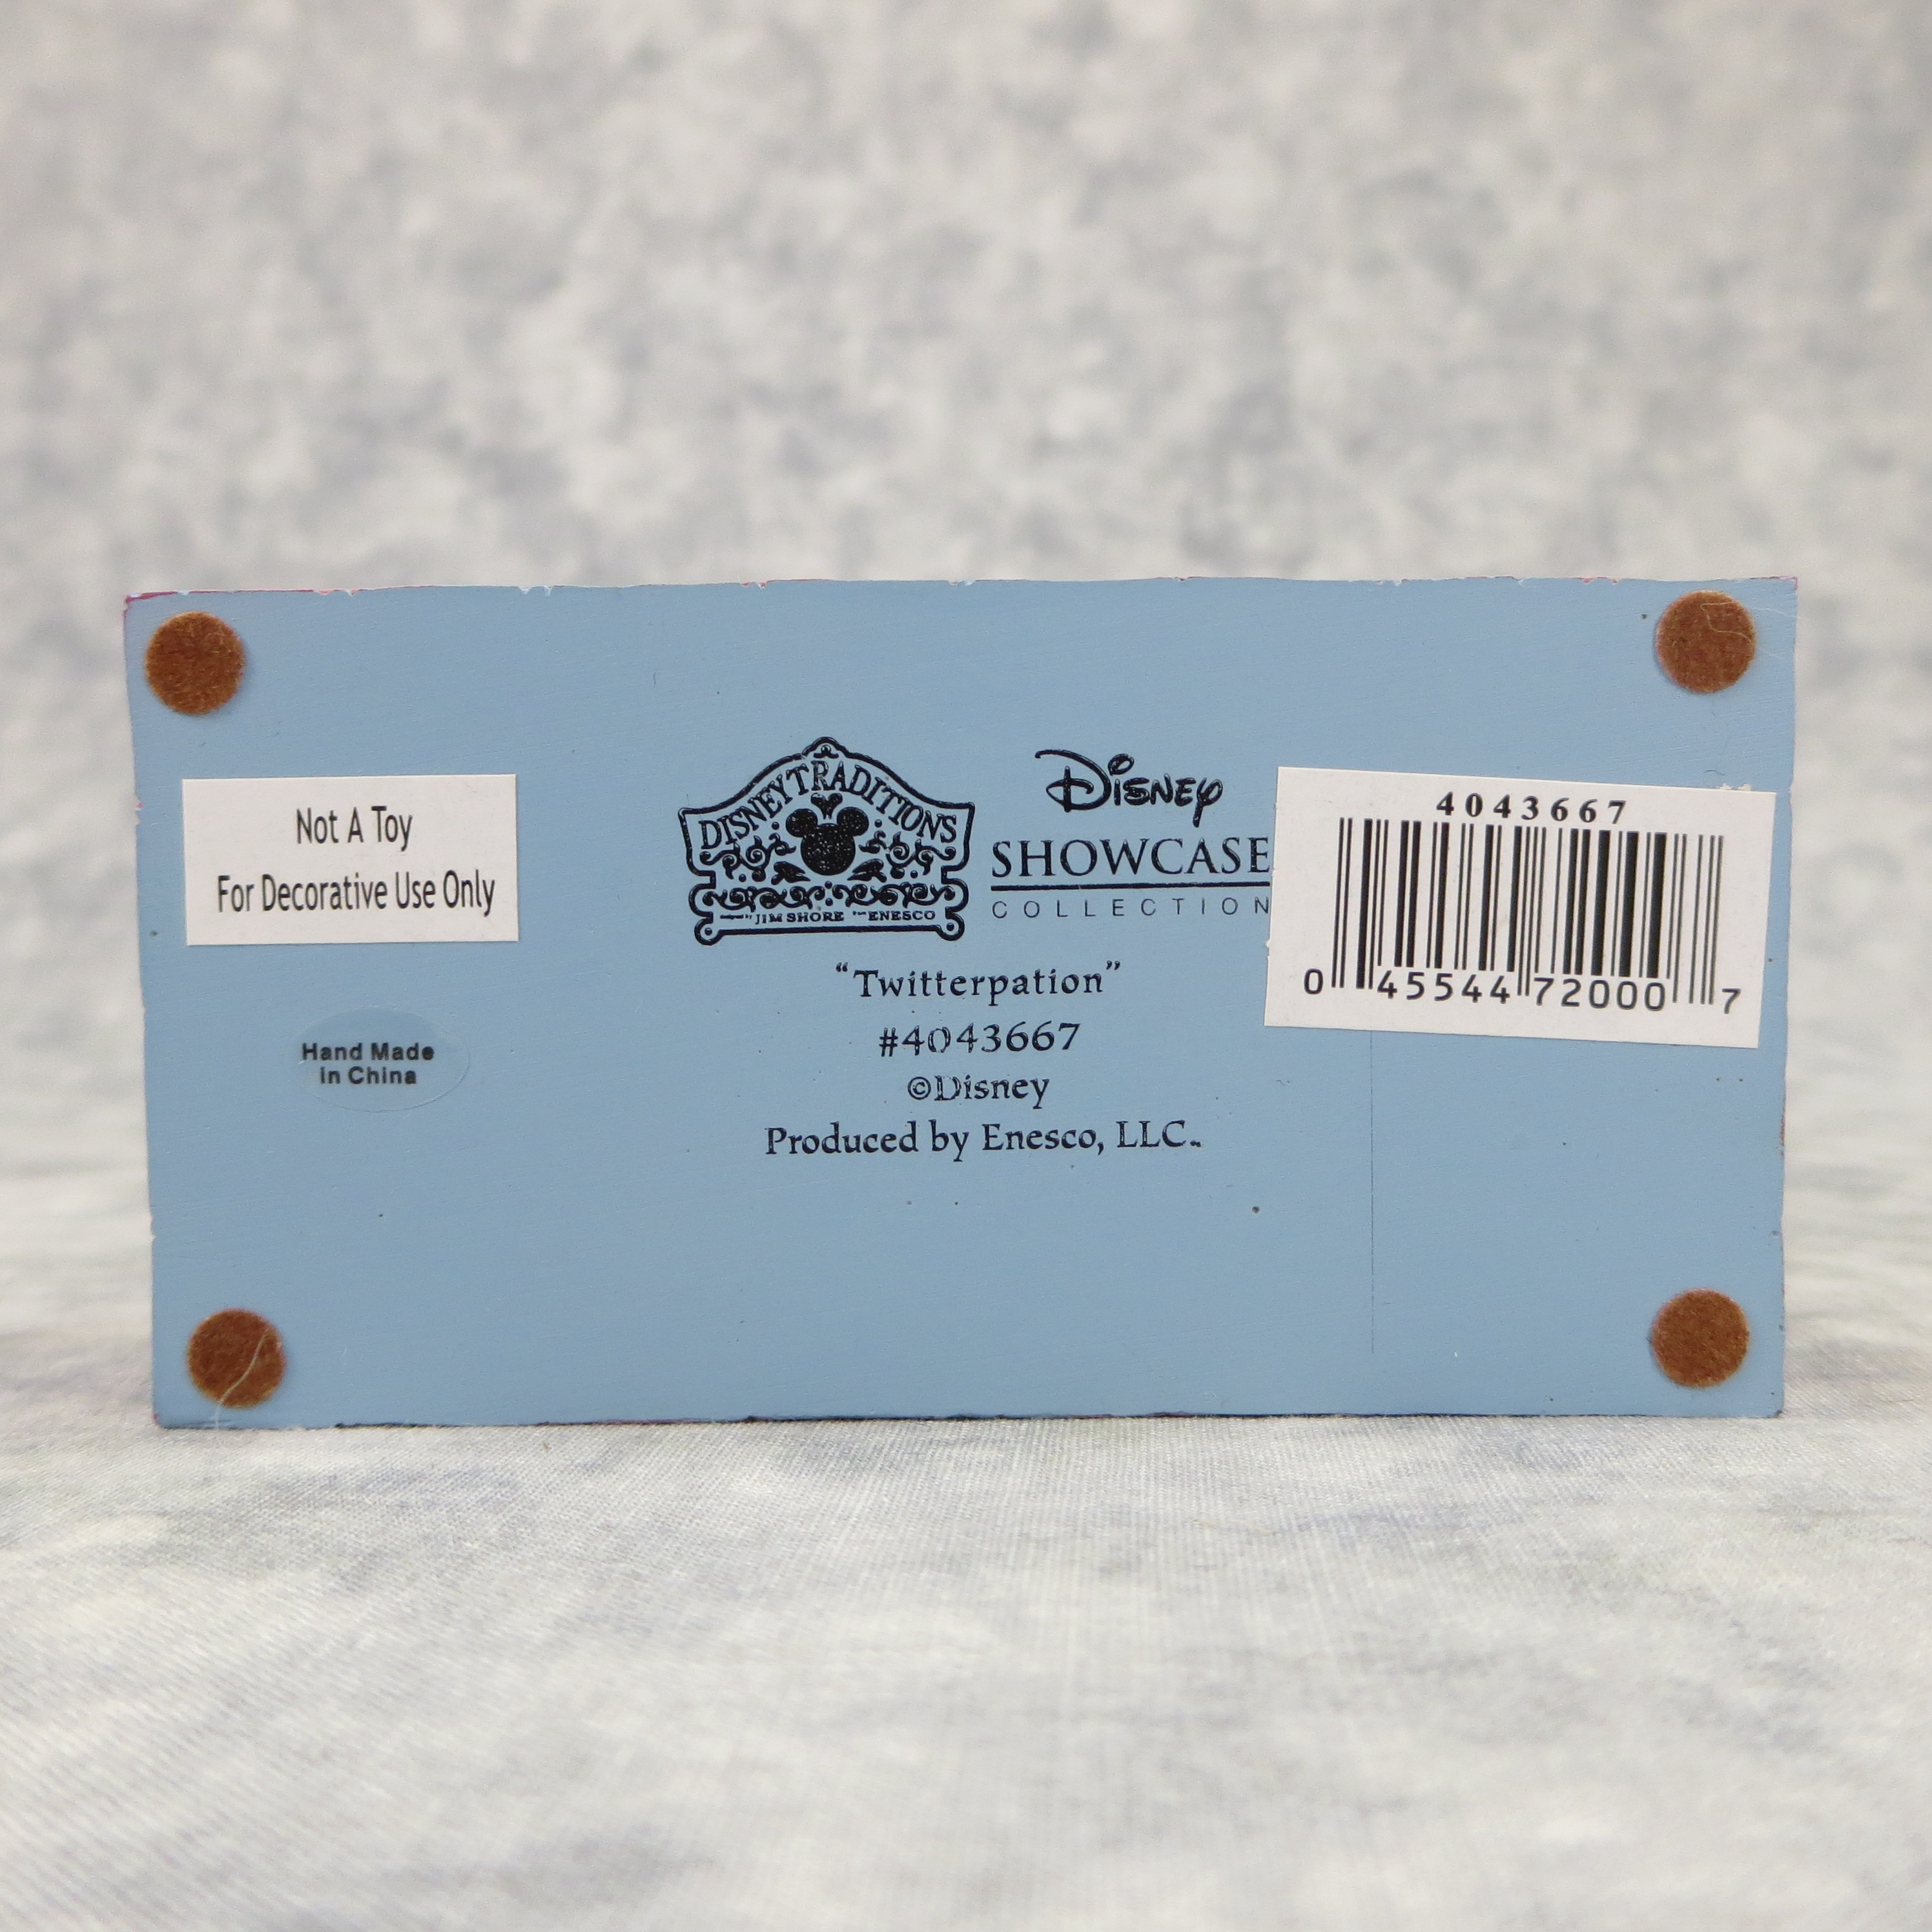 Not A Toy
For Decorative Use Only
Hand Made
in China
DISNEY TRADITIONS
JIM SHORE ENESCO
Disney
SHOWCASE
COLLECTION
“Twitterpation”
#4043667
©Disney
Produced by Enesco, LLC.
4043667
0 45544 72000 7